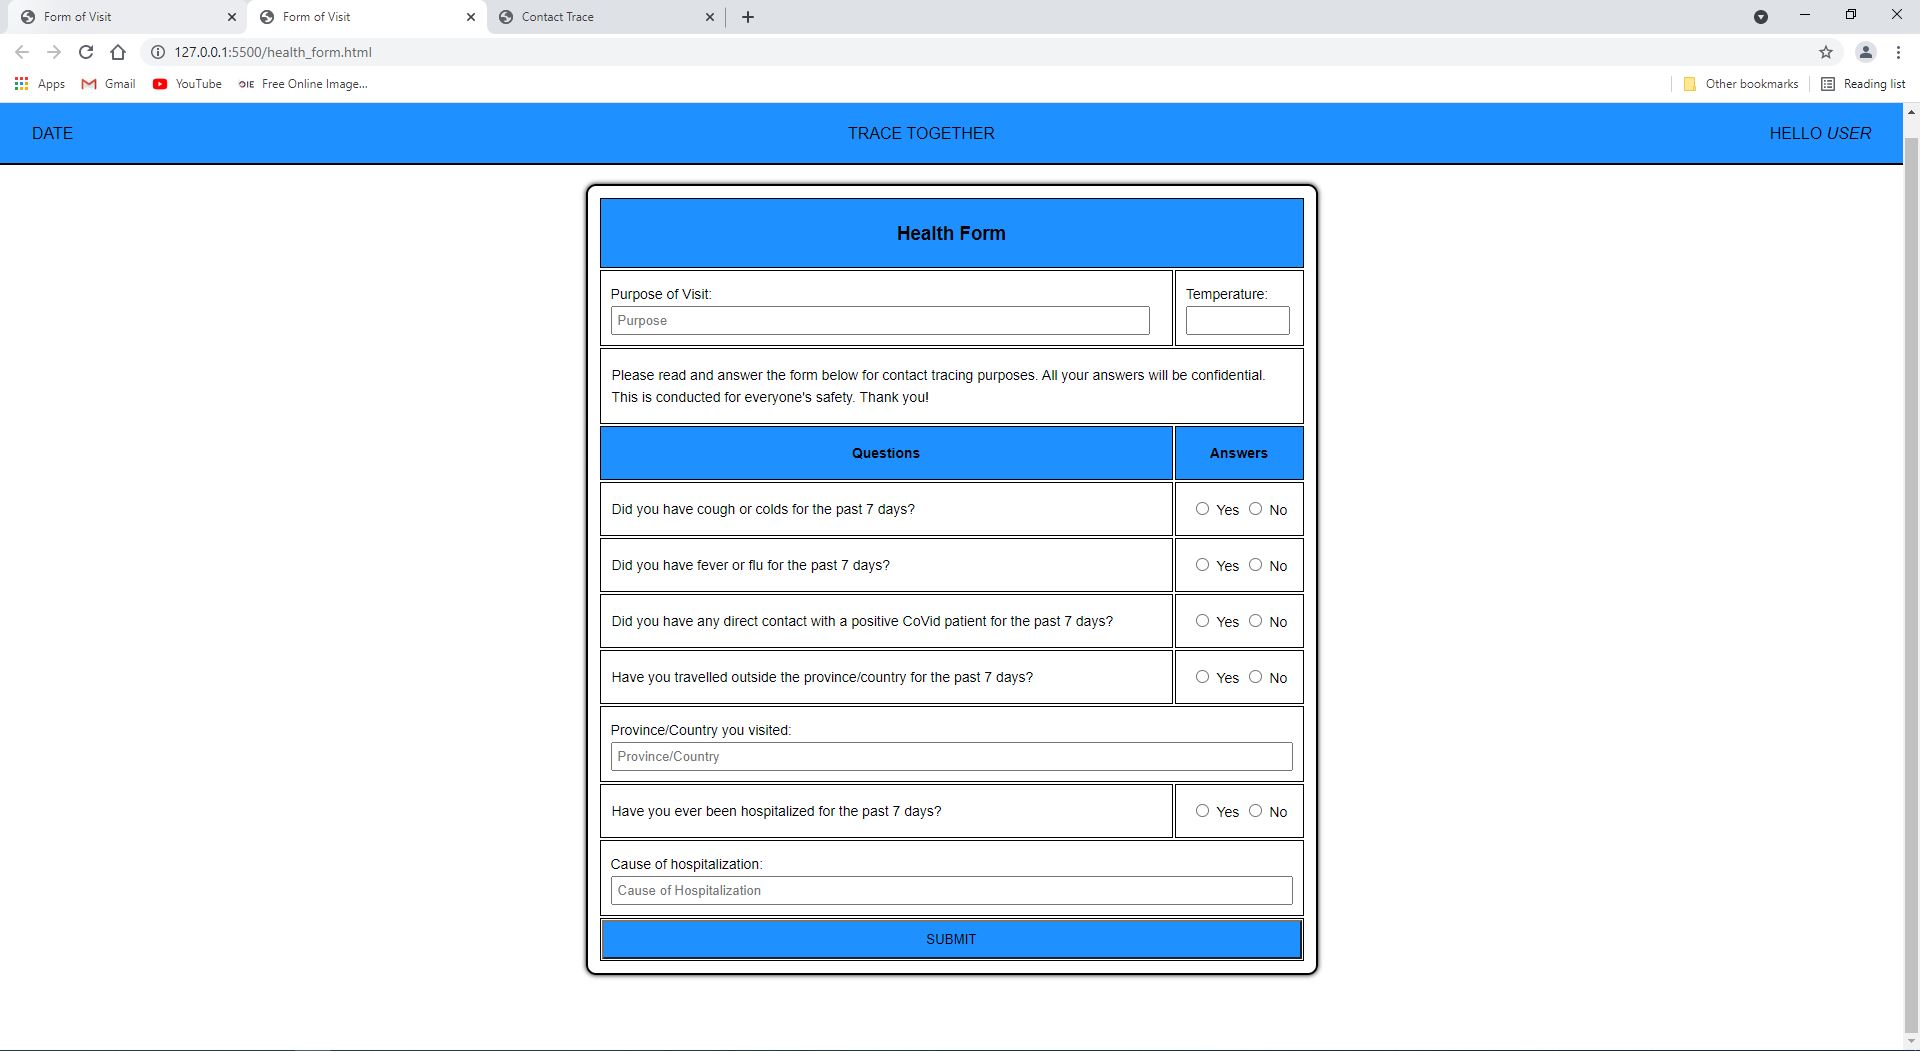 Form of Visit
Form of Visit
Contact Trace
127.0.0.1:5500/health_form.html
Apps
Gmail
YouTube
OIE Free Online Image...
Other bookmarks
Reading list
DATE
TRACE TOGETHER
HELLO USER
Health Form
Purpose of Visit:
Temperature:
Purpose
Please read and answer the form below for contact tracing purposes. All your answers will be confidential.
This is conducted for everyone's safety. Thank you!
Questions
Answers
Did you have cough or colds for the past 7 days?
Yes No
Did you have fever or flu for the past 7 days?
Yes No
Did you have any direct contact with a positive CoVid patient for the past 7 days?
Yes No
Have you travelled outside the province/country for the past 7 days?
Yes No
Province/Country you visited:
Province/Country
Have you ever been hospitalized for the past 7 days?
Yes No
Cause of hospitalization:
Cause of Hospitalization
SUBMIT